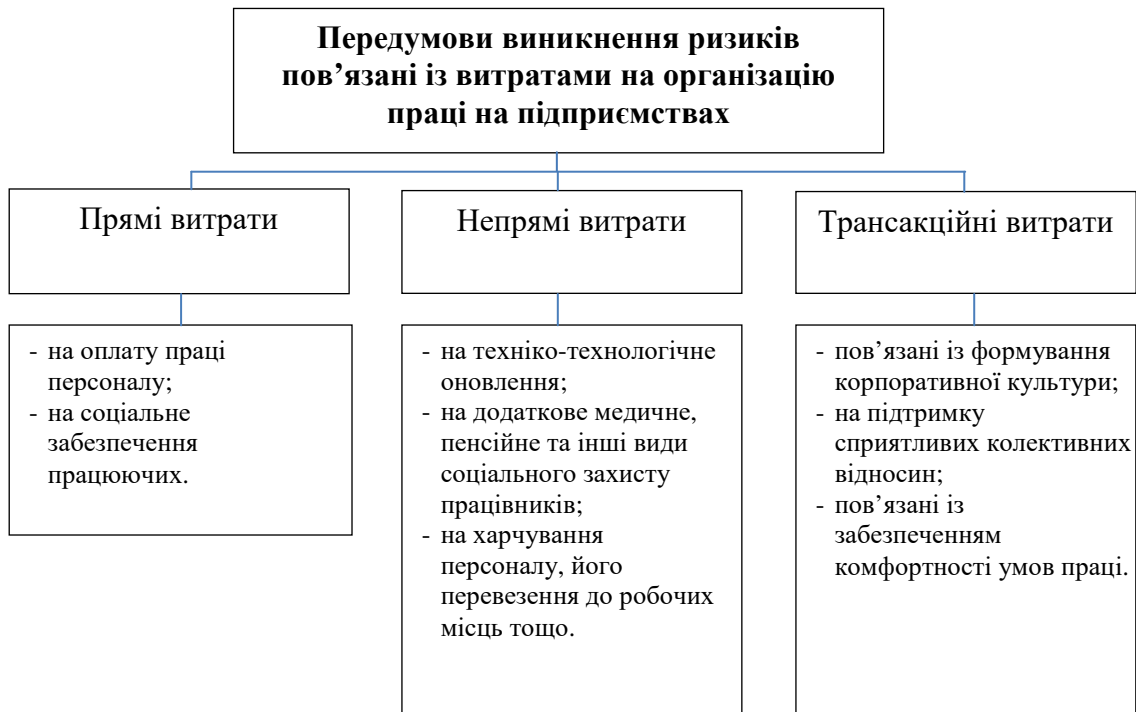 Передумови виникнення ризиків
пов’язані із витратами на організацію
праці на підприємствах
Прямі витрати
Непрямі витрати
Трансакційні витрати
- на оплату праці
персоналу;
- на соціальне
забезпечення
працюючих.
- на техніко-технологічне
оновлення;
- на додаткове медичне,
пенсійне та інші види
соціального захисту
працівників;
- на харчування
персоналу, його
перевезення до робочих
місць тощо.
- пов’язані із формування
корпоративної культури;
- на підтримку
сприятливих колективних
відносин;
- пов’язані із
забезпеченням
комфортності умов праці.